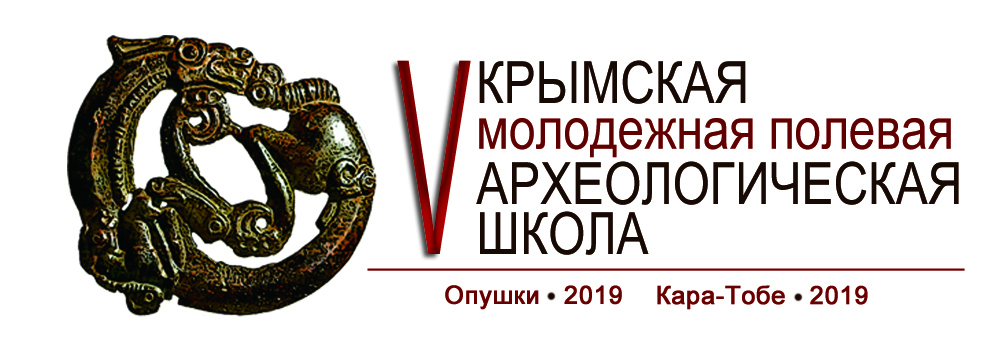 V КРЫМСКАЯ
молодежная полевая
АРХЕОЛОГИЧЕСКАЯ
ШКОЛА
Опушки • 2019 Кара-Тобе • 2019